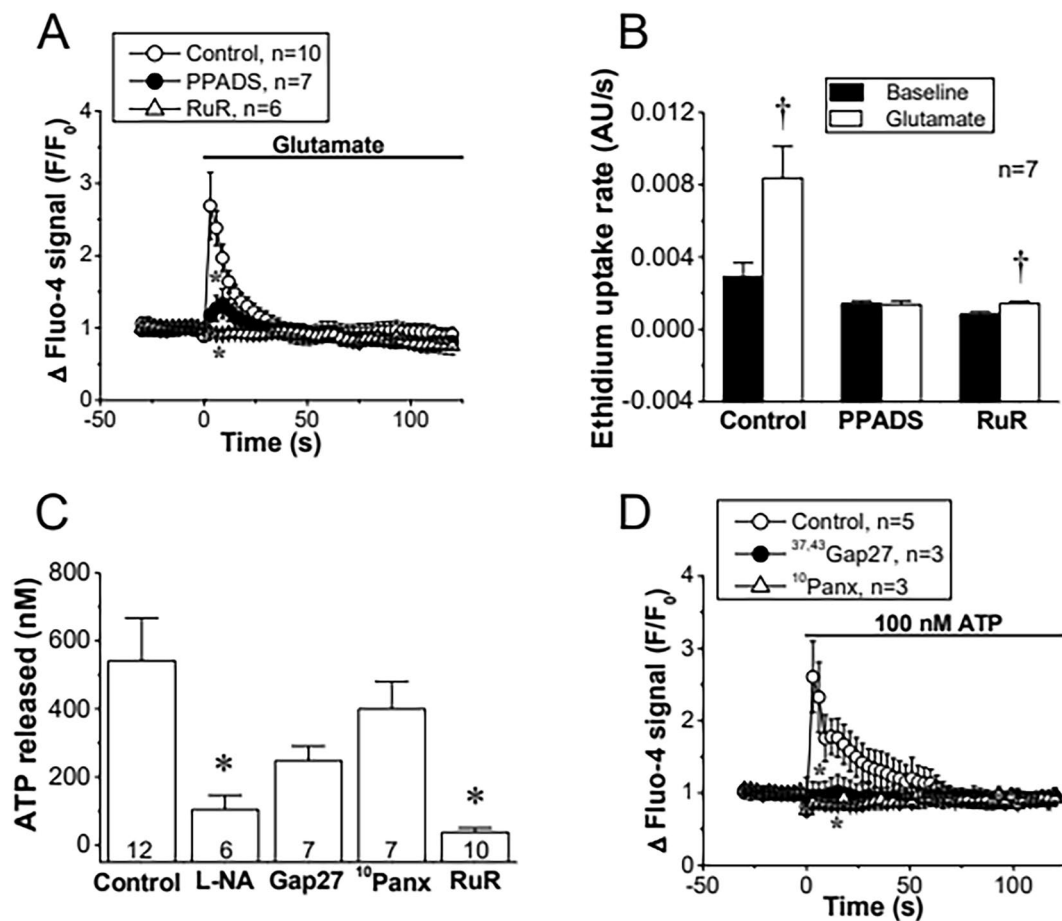 A
Control, n=10
PPADS, n=7
RuR, n=6
Glutamate
Δ Fluo-4 signal (F/F0)
4
3
2
1
0
*
*
-50
0
50
100
Time (s)
B
Baseline
Glutamate
Ethidium uptake rate (AU/s)
0.012
0.008
0.004
0.000
-0.004
†
n=7
†
Control
PPADS
RuR
C
ATP released (nM)
800
600
400
200
0
*
*
12
6
7
7
10
Control
L-NA
Gap27
10Panx
RuR
D
Control, n=5
37,43Gap27, n=3
10Panx, n=3
100 nM ATP
Δ Fluo-4 signal (F/F0)
4
3
2
1
0
*
*
-50
0
50
100
Time (s)